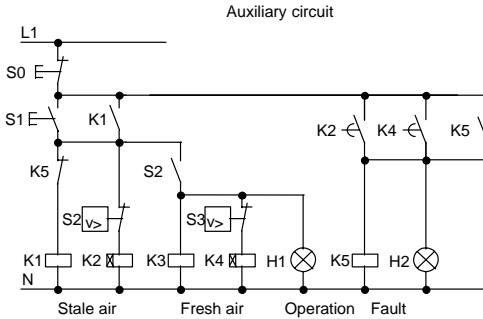 Auxiliary circuit
L1
S0
S1 K1 K2 K4 K5
K5 S2
S2 v> S3 v>
K1 K2 K3 K4 H1 K5 H2
N
Stale air Fresh air Operation Fault